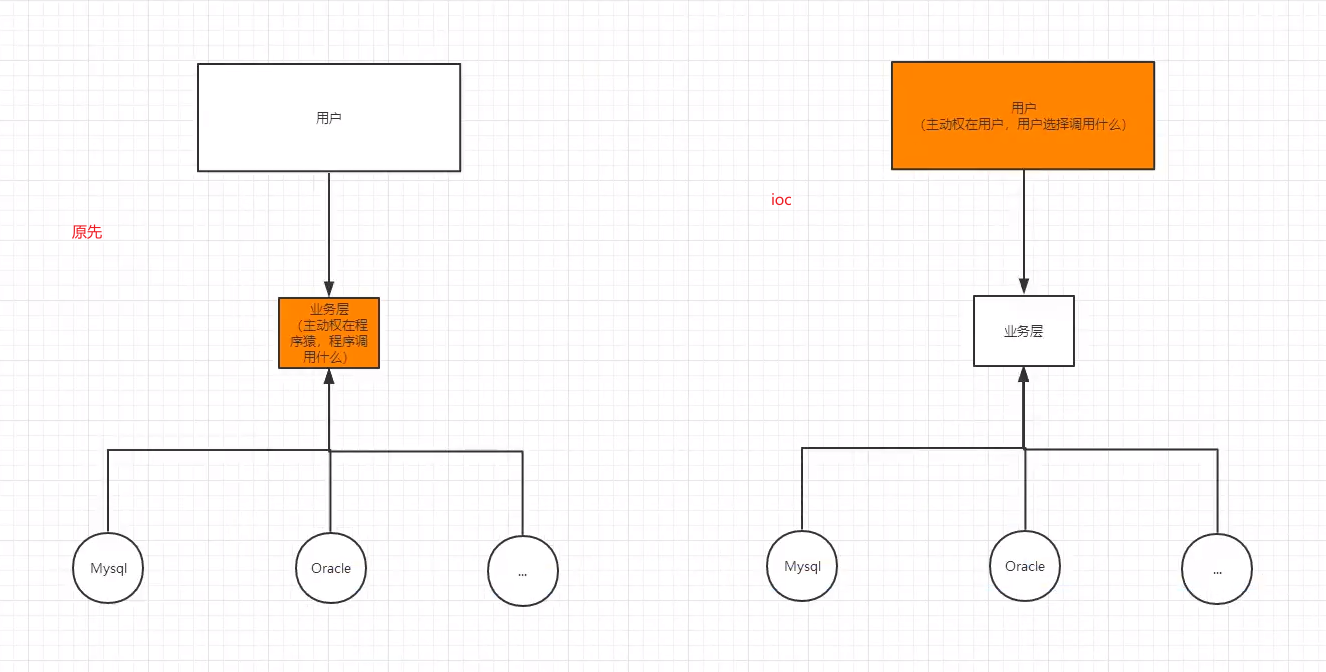 用户
原先
业务层
（主动权在程
序猿，程序调
用什么）
Mysql
Oracle
...
用户
（主动权在用户，用户选择调用什么）
ioc
业务层
Mysql
Oracle
...